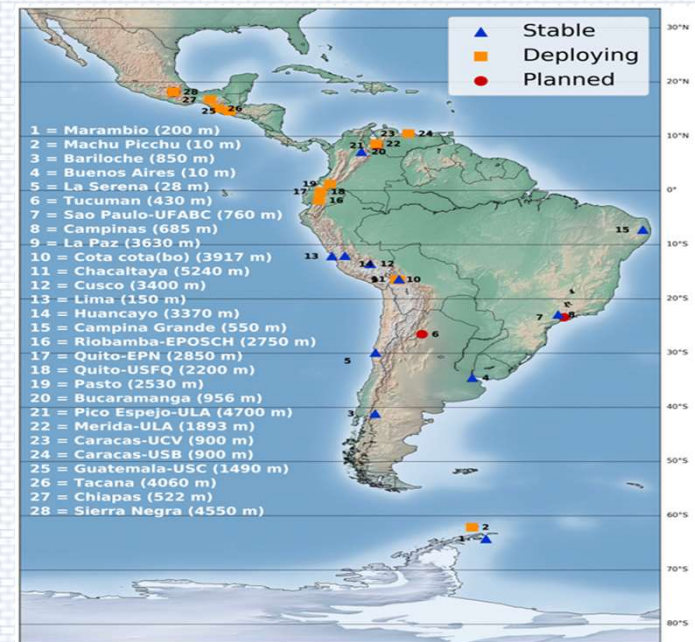 Stable
Deploying
Planned
1 = Marambio (200 m)
2 = Machu Picchu (10 m)
3 = Bariloche (850 m)
4 = Buenos Aires (10 m)
5 = La Serena (28 m)
6 = Tucuman (430 m)
7 = Sao Paulo-UFABC (760 m)
8 = Campinas (685 m)
9 = La Paz (3630 m)
10 = Cota cota(bo) (3917 m)
11 = Chacaltaya (5240 m)
12 = Cusco (3400 m)
13 = Lima (150 m)
14 = Huancayo (3370 m)
15 = Campina Grande (550 m)
16 = Riobamba-EPOSCH (2750 m)
17 = Quito-EPN (2850 m)
18 = Quito-USFQ (2200 m)
19 = Pasto (2530 m)
20 = Bucaramanga (956 m)
21 = Pico Espejo-ULA (4700 m)
22 = Merida-ULA (1893 m)
23 = Caracas-UCV (900 m)
24 = Caracas-USB (900 m)
25 = Guatemala-USC (1490 m)
26 = Tacana (4060 m)
27 = Chiapas (522 m)
28 = Sierra Negra (4550 m)
28
27
26
25
23
24
22
21
20
19
18
17
16
15
13
12
10
7
8
6
5
4
3
2
1
30°N
20°N
10°N
0°
10°S
20°S
30°S
40°S
50°S
60°S
70°S
80°S